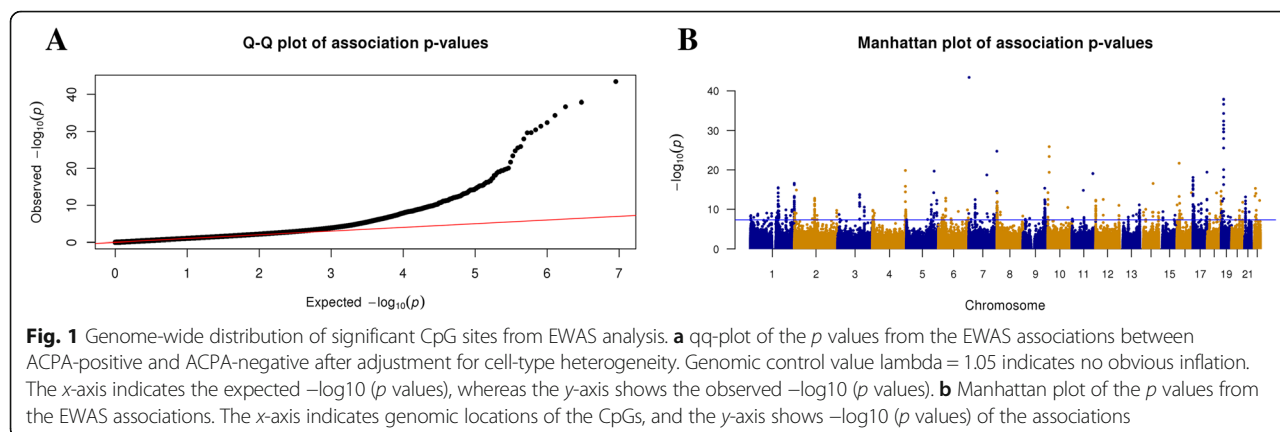 A
Q-Q plot of association p-values
Observed −log10(p)
40
30
20
10
0
0 1 2 3 4 5 6 7
Expected −log10(p)
B
Manhattan plot of association p-values
−log10(p)
40
30
20
10
0
1 2 3 4 5 6 7 8 9 10 11 12 13 15 17 19 21
Chromosome
Fig. 1 Genome-wide distribution of significant CpG sites from EWAS analysis. a qq-plot of the p values from the EWAS associations between
ACPA-positive and ACPA-negative after adjustment for cell-type heterogeneity. Genomic control value lambda = 1.05 indicates no obvious inflation.
The x-axis indicates the expected −log10 (p values), whereas the y-axis shows the observed −log10 (p values). b Manhattan plot of the p values from
the EWAS associations. The x-axis indicates genomic locations of the CpGs, and the y-axis shows −log10 (p values) of the associations